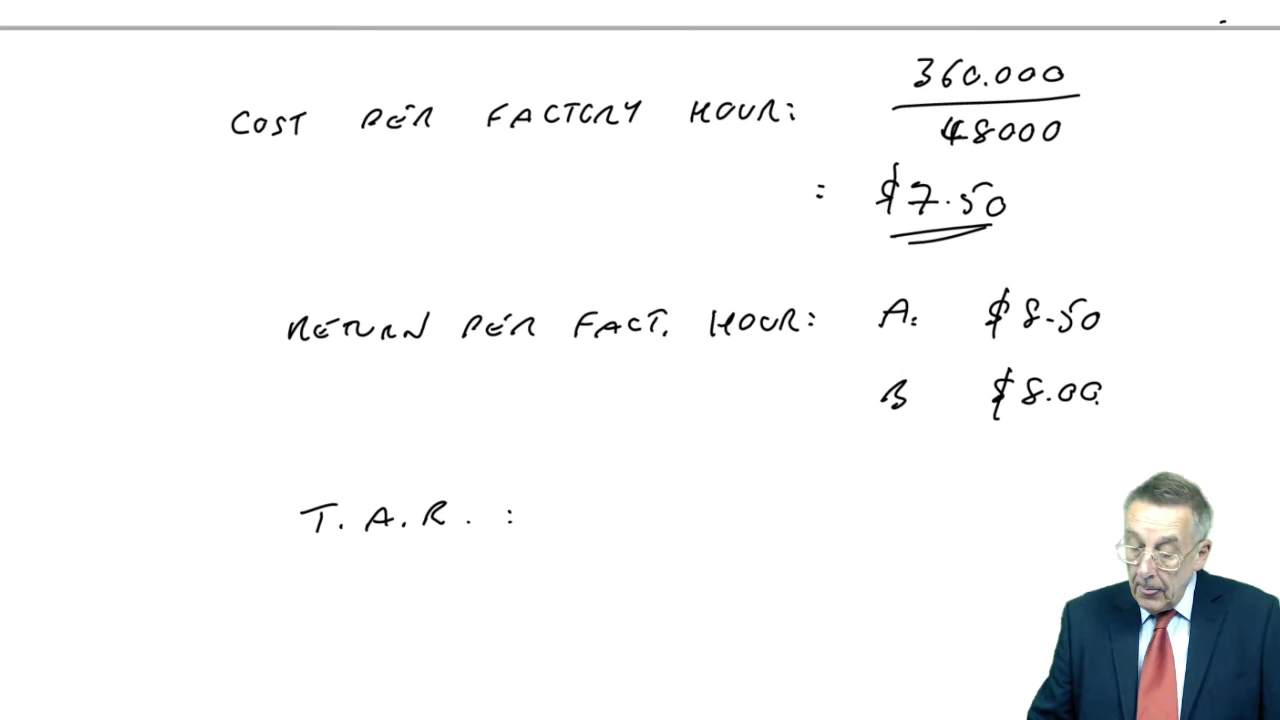 COST PER FACTORY HOUR: 360.000
48000
: $7.50
RETURN PER FACT. HOUR: A: $8.50
B $8.00
T.A.R. :